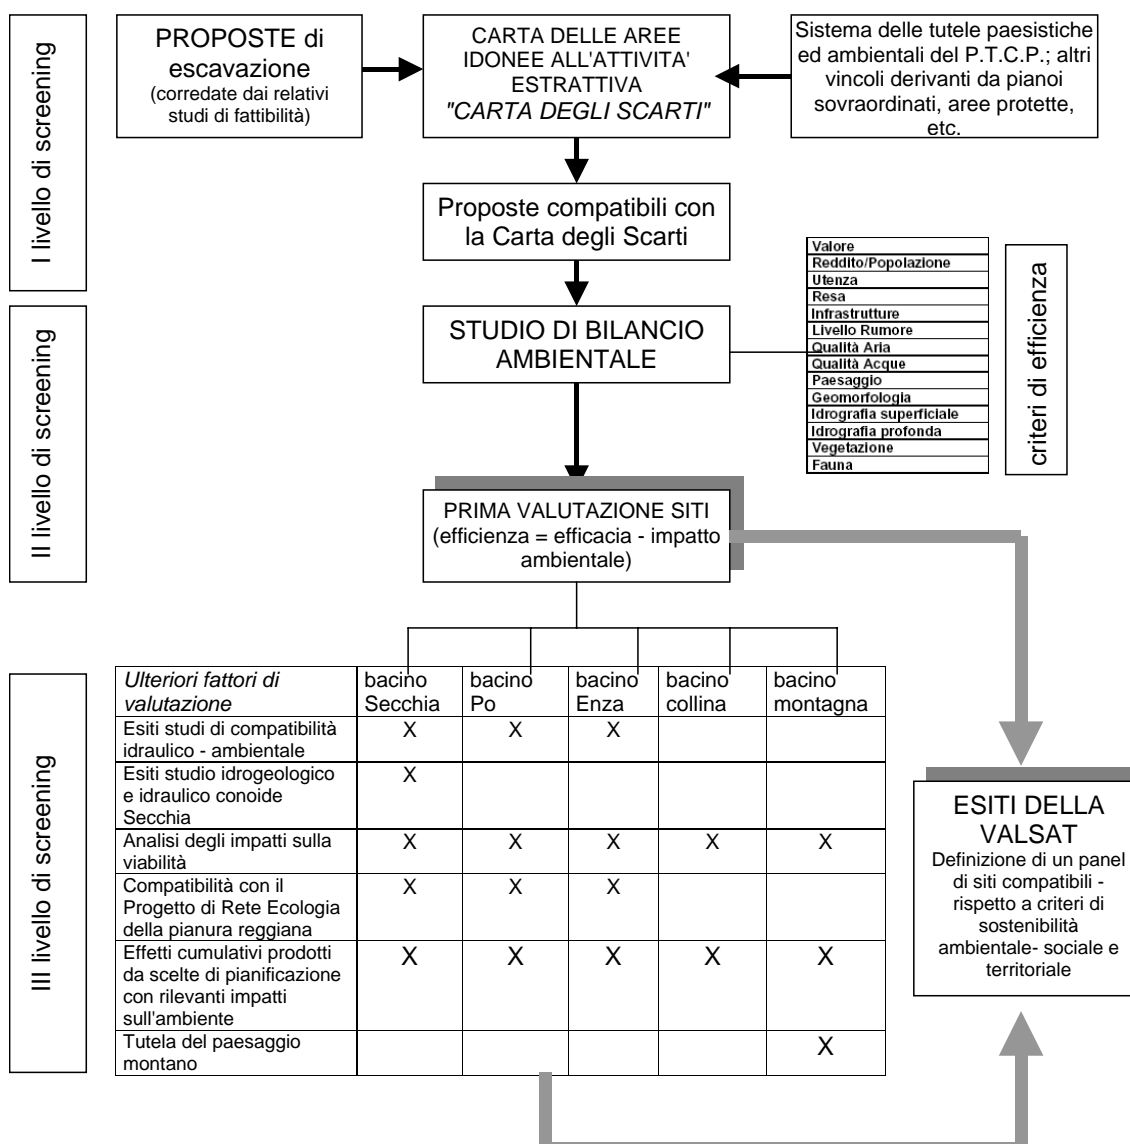 I livello di screening
PROPOSTE di
escavazione
(corredate dai relativi
studi di fattibilità)
CARTA DELLE AREE
IDONEE ALL'ATTIVITA'
ESTRATTIVA
"CARTA DEGLI SCARTI"
Sistema delle tutele paesistiche
ed ambientali del P.T.C.P.; altri
vincoli derivanti da pianoi
sovraordinati, aree protette,
etc.
Proposte compatibili con
la Carta degli Scarti
II livello di screening
STUDIO DI BILANCIO
AMBIENTALE
Valore
Reddito/Popolazione
Utenza
Resa
Infrastrutture
Livello Rumore
Qualità Aria
Qualità Acque
Paesaggio
Geomorfologia
Idrografia superficiale
Idrografia profonda
Vegetazione
Fauna
criteri di efficienza
PRIMA VALUTAZIONE SITI
(efficienza = efficacia - impatto
ambientale)
III livello di screening
Ulteriori fattori di
valutazione
bacino
Secchia
bacino
Po
bacino
Enza
bacino
collina
bacino
montagna
Esiti studi di compatibilità
idraulico - ambientale
X X X
Esiti studio idrogeologico
e idraulico conoide
Secchia
X
Analisi degli impatti sulla
viabilità
X X X X X
Compatibilità con il
Progetto di Rete Ecologia
della pianura reggiana
X X X
Effetti cumulativi prodotti
da scelte di pianificazione
con rilevanti impatti
sull'ambiente
X X X X X
Tutela del paesaggio
montano
X
ESITI DELLA
VALSAT
Definizione di un panel
di siti compatibili -
rispetto a criteri di
sostenibilità
ambientale- sociale e
territoriale